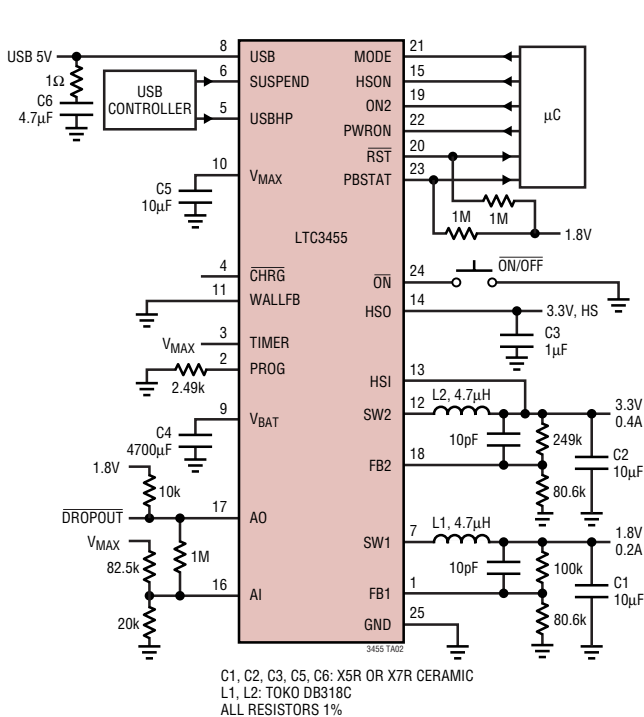 USB 5V
1Ω
C6
4.7µF
USB
CONTROLLER
8
USB
6
SUSPEND
5
USBHP
10
VMAX
C5
10µF
LTC3455
4
CHRG
11
WALLFB
VMAX
3
TIMER
2
PROG
2.49k
9
VBAT
C4
4700µF
1.8V
10k
DROPOUT
17
AO
VMAX
82.5k
1M
16
AI
20k
MODE
21
HSON
15
ON2
19
PWRON
22
RST
20
PBSTAT
23
µC
1M
1M
1.8V
ON
24
ON/OFF
HSO
14
3.3V, HS
C3
1µF
HSI
13
SW2
12
L2, 4.7µH
3.3V
0.4A
10pF
249k
C2
10µF
FB2
18
80.6k
SW1
7
L1, 4.7µH
1.8V
0.2A
10pF
100k
C1
10µF
FB1
1
80.6k
GND
25
3455 TA02
C1, C2, C3, C5, C6: X5R OR X7R CERAMIC
L1, L2: TOKO DB318C
ALL RESISTORS 1%